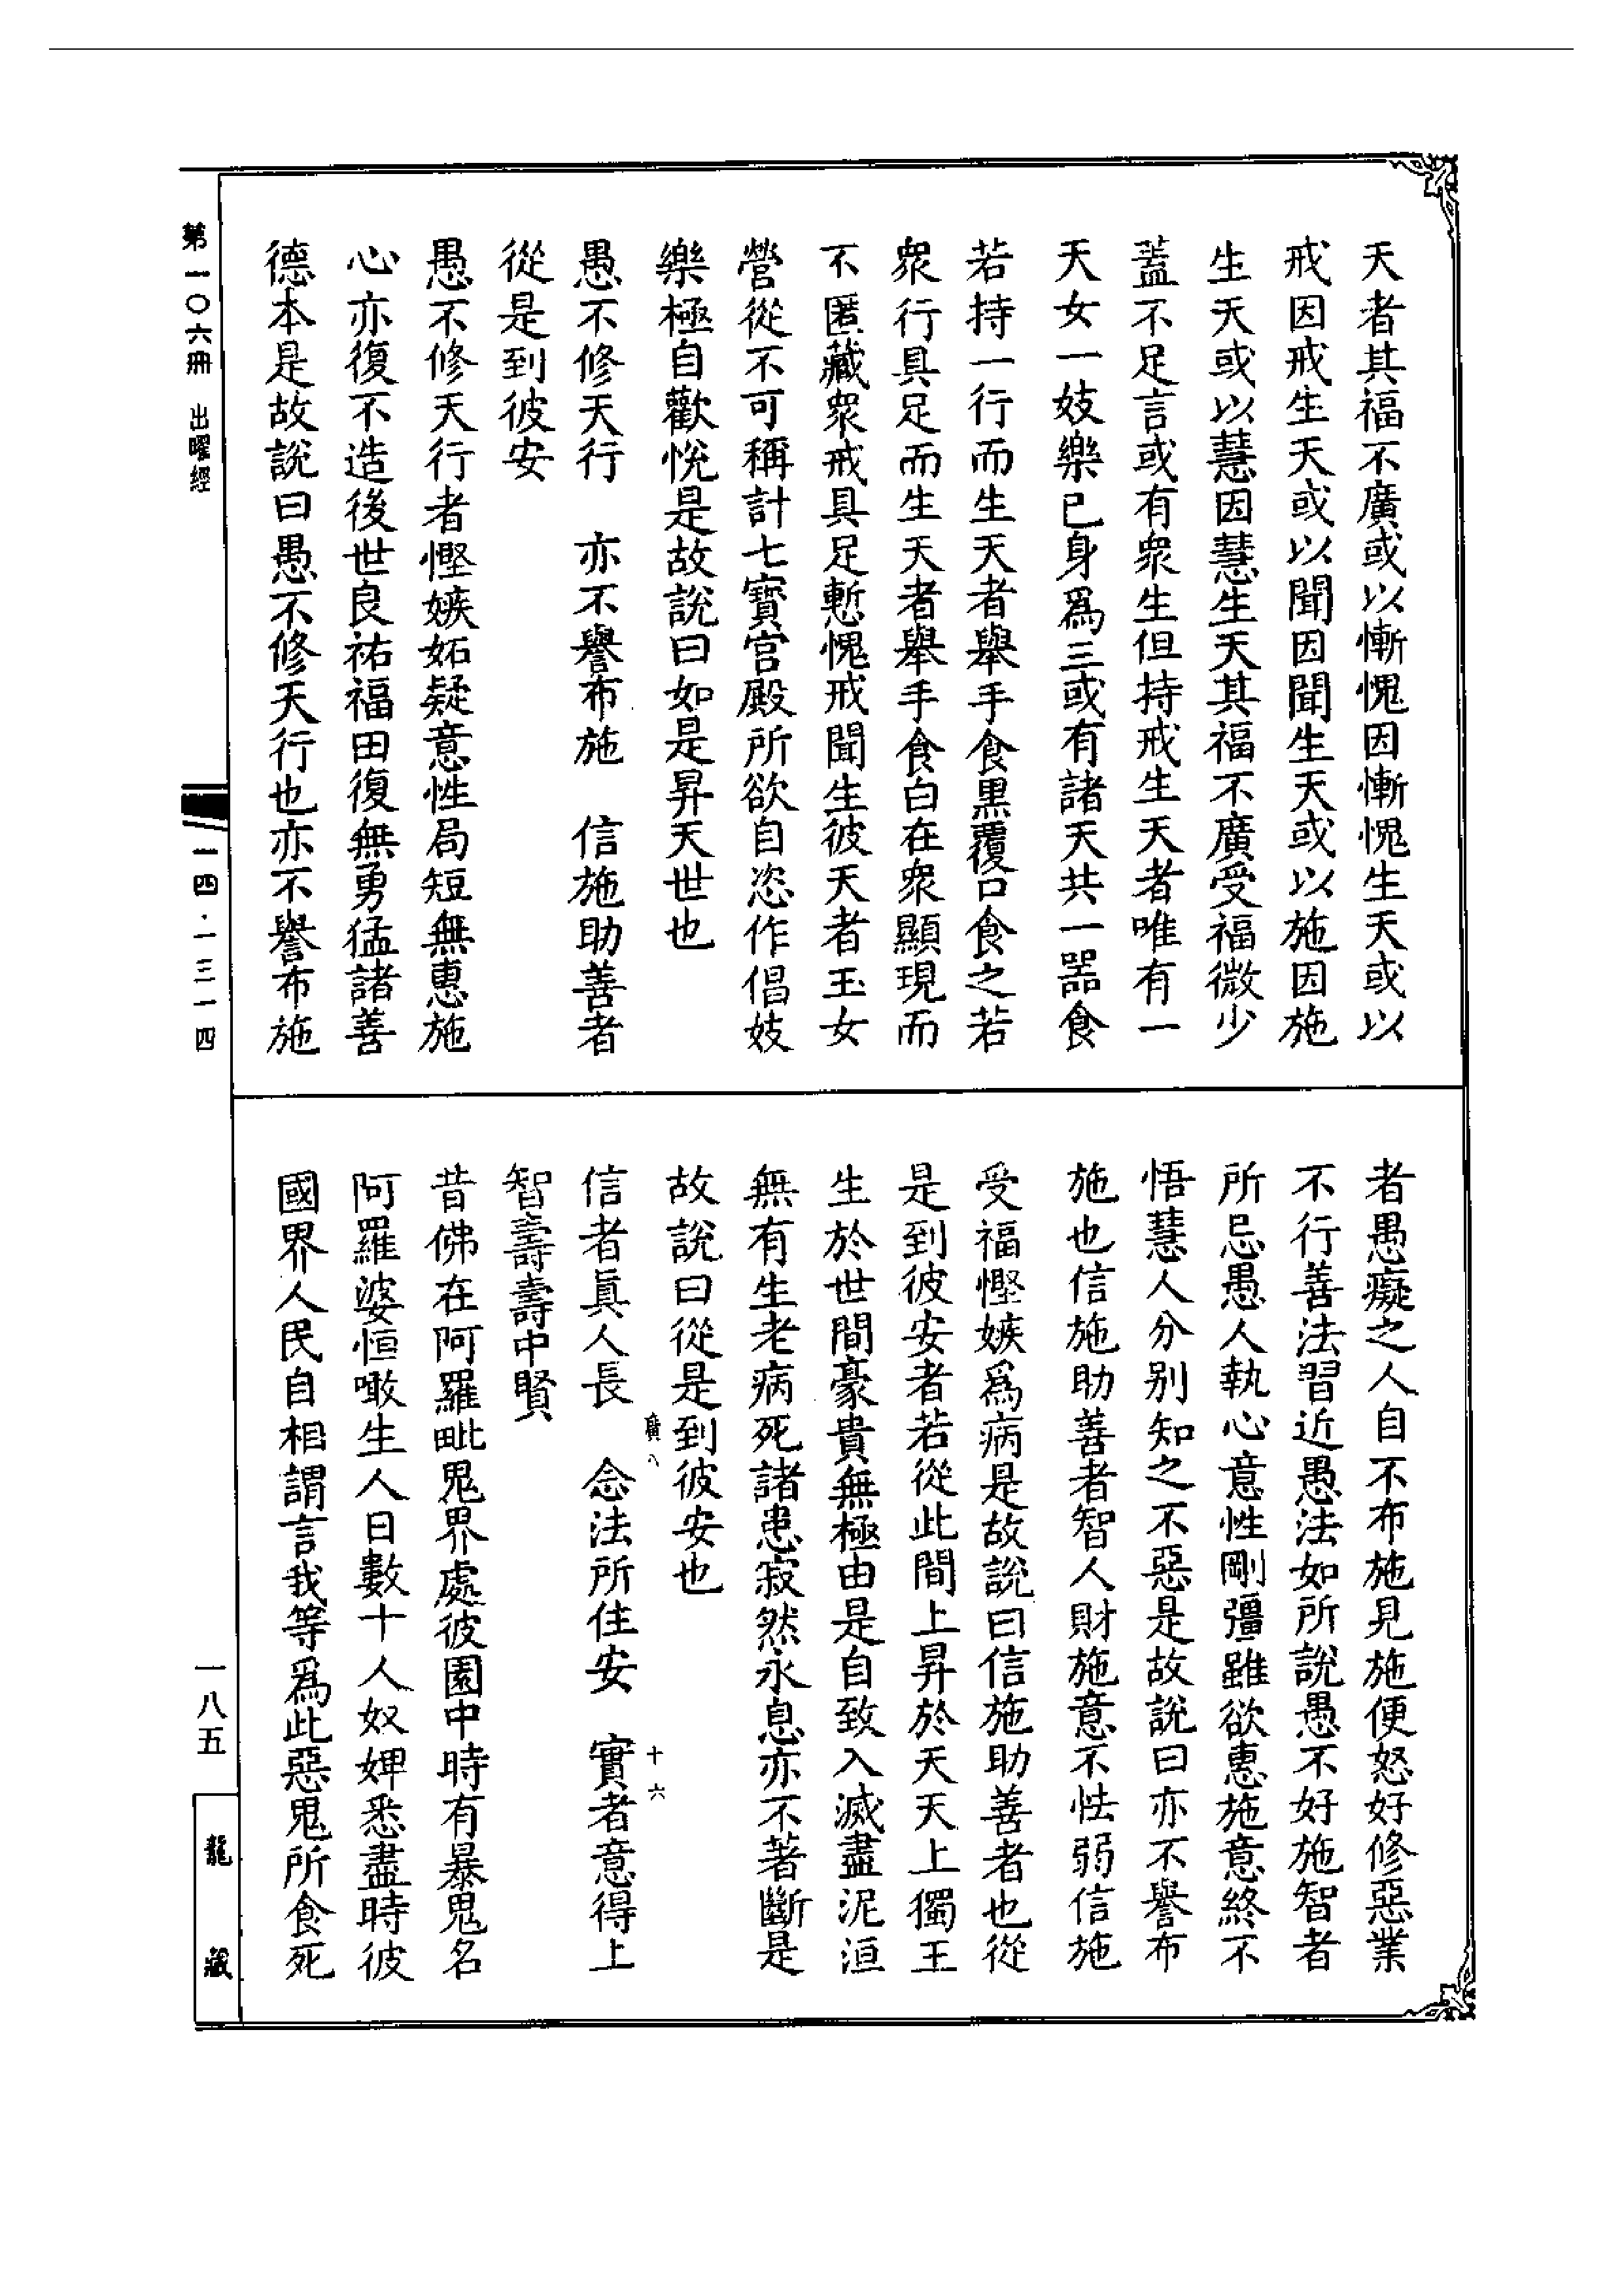 天者其福不廣或以慚愧因慚愧生天或以
戒因戒生天或以聞因聞生天或以施因施
生天或以慧因慧生天其福不廣受福微少
蓋不足言或有衆生但持戒生天者唯有一
天女一妓樂已身爲三或有諸天共一器食
若持一行而生天者舉手食黑覆口食之若
衆行具足而生天者舉手食白在衆顯現而
不匿藏衆戒具足慙愧戒聞生彼天者玉女
營從不可稱計七寶宮殿所欲自恣作倡妓
樂極自歡悅是故說曰如是昇天世也
愚不修天行　亦不譽布施　信施助善者
從是到彼安
愚不修天行者慳嫉妬疑意性局短無惠施
心亦復不造後世良祐福田復無勇猛諸善
德本是故說曰愚不修天行也亦不譽布施
者愚癡之人自不布施見施便怒好修惡業
不行善法習近愚法如所說愚不好施智者
所忌愚人執心意性剛彊雖欲惠施意終不
悟慧人分別知之不惡是故說曰亦不譽布
施也信施助善者智人財施意不怯弱信施
受福慳嫉爲病是故說曰信施助善者也從
是到彼安者若從此間上昇於天天上獨王
生於世間豪貴無極由是自致入滅盡泥洹
無有生老病死諸患寂然永息亦不著斷是
故說曰從是到彼安也
廣八　十六
信者眞人長　念法所住安　實者意得上
智壽壽中賢
昔佛在阿羅毗鬼界處彼園中時有暴鬼名
阿羅婆恒噉生人日數十人奴婢悉盡時彼
國界人民自相謂言我等爲此惡鬼所食死
第一〇六冊　出曜經
一四·一三一四
一八五
龍藏